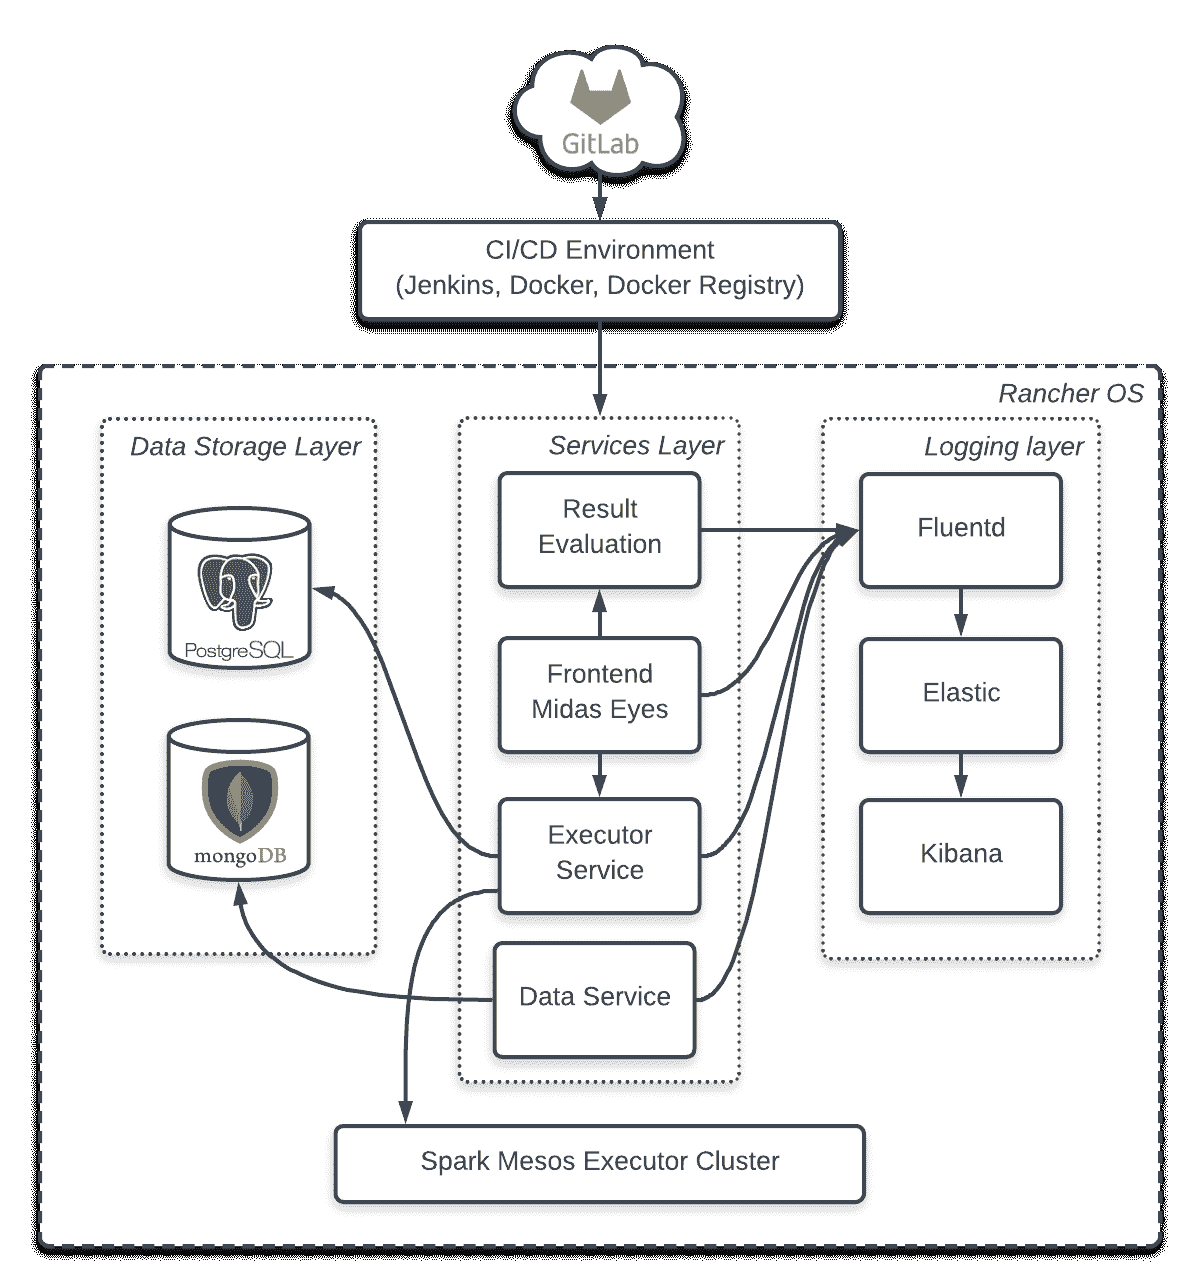 GitLab
CI/CD Environment
(Jenkins, Docker, Docker Registry)
Rancher OS
Data Storage Layer
PostgreSQL
mongoDB
Services Layer
Result
Evaluation
Frontend
Midas Eyes
Executor
Service
Data Service
Logging layer
Fluentd
Elastic
Kibana
Spark Mesos Executor Cluster